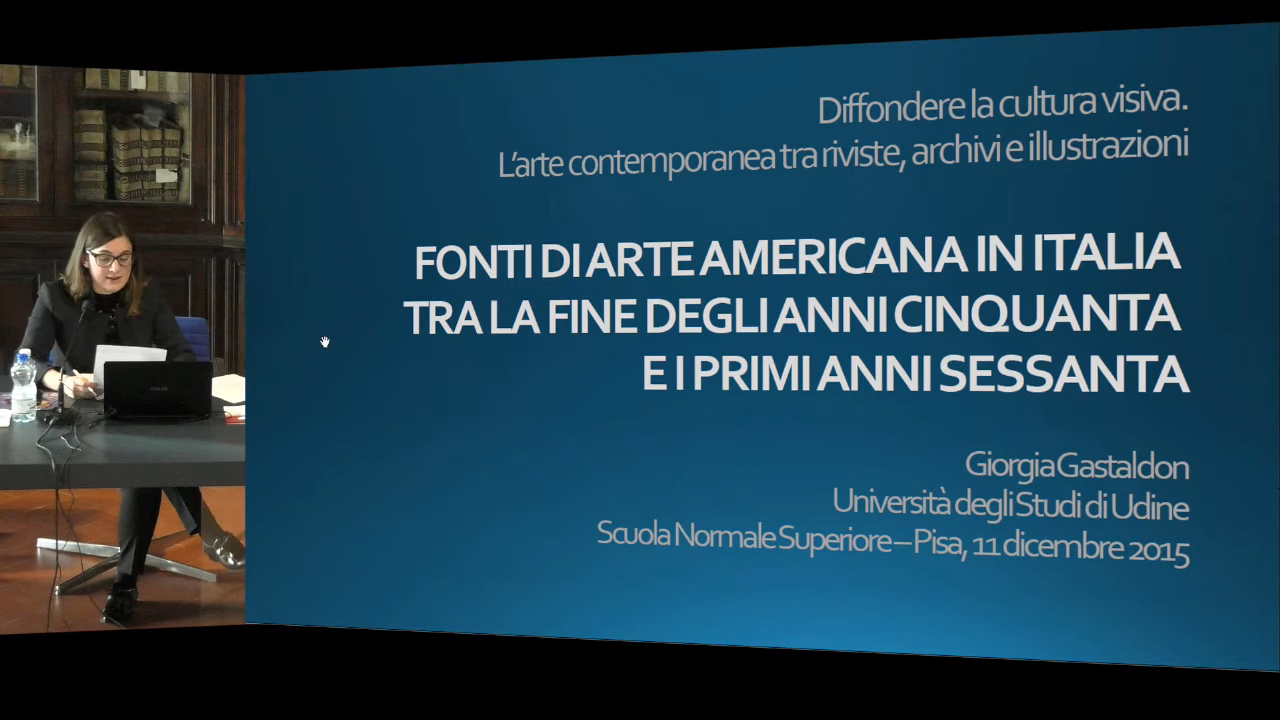 Diffondere la cultura visiva.
L'arte contemporanea tra riviste, archivi e illustrazioni
FONTI DI ARTE AMERICANA IN ITALIA
TRA LA FINE DEGLI ANNI CINQUANTA
E I PRIMI ANNI SESSANTA
Giorgia Gastaldon
Università degli Studi di Udine
Scuola Normale Superiore – Pisa, 11 dicembre 2015
ASUS